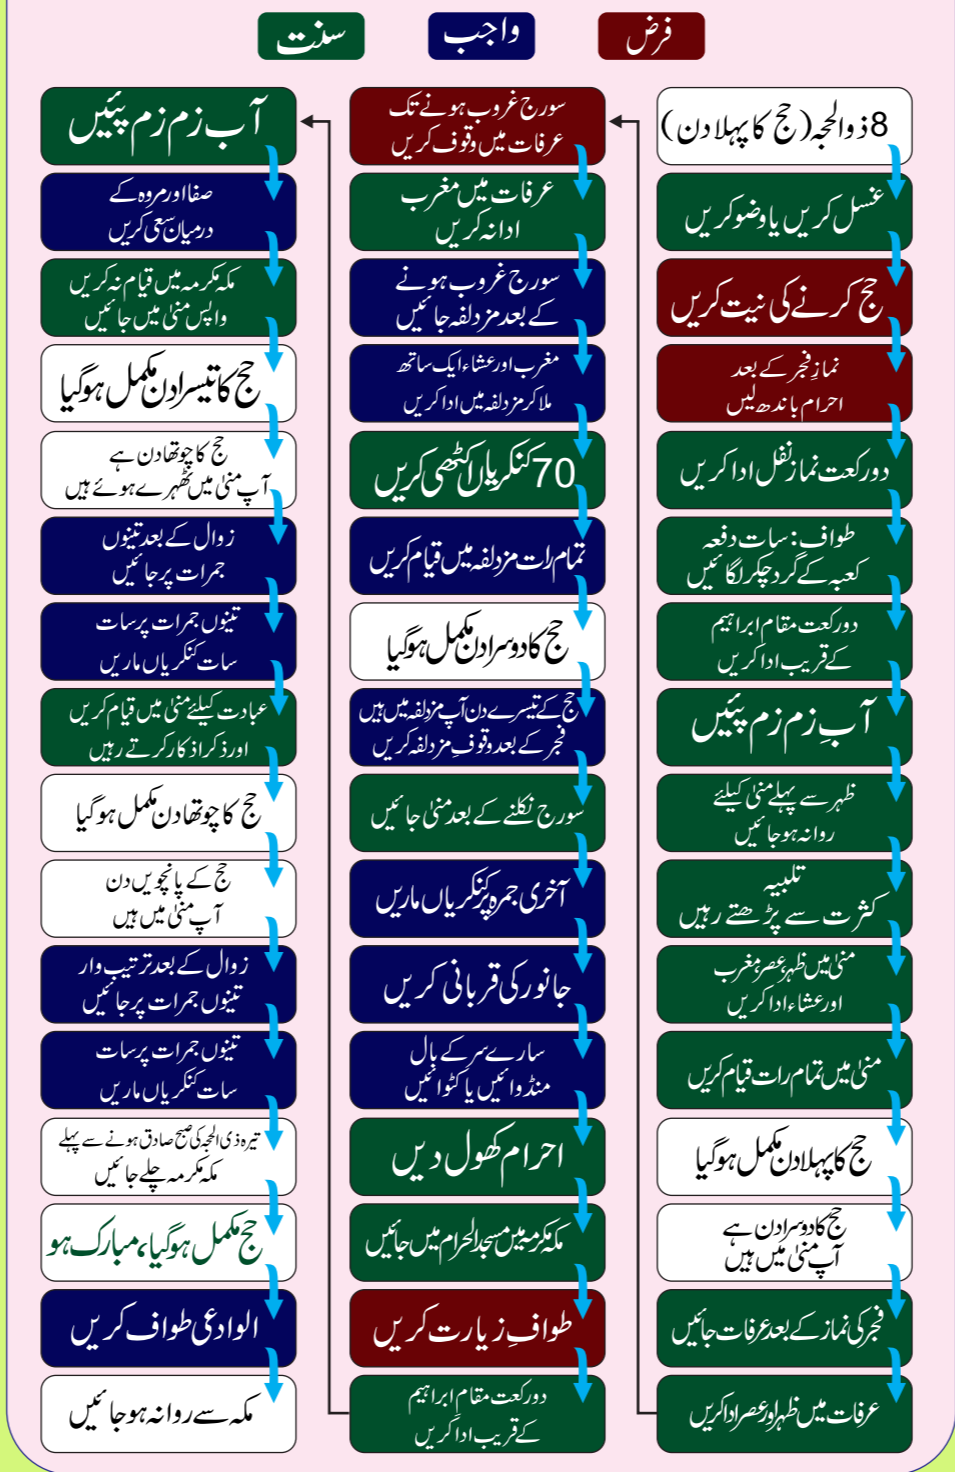 فرض
واجب
سنت
8 ذوالحجہ (حج کا پہلا دن)
غسل کریں یا وضو کریں
حج کرنے کی نیت کریں
نمازِ فجر کے بعد
احرام باندھ لیں
دو رکعت نماز نفل ادا کریں
طواف: سات دفعہ
کعبہ کے گرد چکر لگائیں
دو رکعت مقام ابراہیم
کے قریب ادا کریں
آبِ زم زم پئیں
ظہر سے پہلے منیٰ کیلئے
روانہ ہو جائیں
تلبیہ
کثرت سے پڑھتے رہیں
منیٰ میں ظہر، عصر، مغرب
اور عشاء ادا کریں
منیٰ میں تمام رات قیام کریں
حج کا پہلا دن مکمل ہو گیا
حج کا دوسرا دن ہے
آپ منیٰ میں ہیں
فجر کی نماز کے بعد عرفات جائیں
عرفات میں ظہر اور عصر ادا کریں
سورج غروب ہونے تک
عرفات میں وقوف کریں
عرفات میں مغرب
ادا نہ کریں
سورج غروب ہونے
کے بعد مزدلفہ جائیں
مغرب اور عشاء ایک ساتھ
ملا کر مزدلفہ میں ادا کریں
70 کنکریاں اکٹھی کریں
تمام رات مزدلفہ میں قیام کریں
حج کا دوسرا دن مکمل ہو گیا
حج کے تیسرے دن آپ مزدلفہ میں ہیں
فجر کے بعد وقوفِ مزدلفہ کریں
سورج نکلنے کے بعد منیٰ جائیں
آخری جمرہ پر کنکریاں ماریں
جانور کی قربانی کریں
سارے سر کے بال
منڈوائیں یا کٹوائیں
احرام کھول دیں
مکہ مکرمہ میں مسجد الحرام میں جائیں
طوافِ زیارت کریں
دو رکعت مقام ابراہیم
کے قریب ادا کریں
آب زم زم پئیں
صفا اور مروہ کے
درمیان سعی کریں
مکہ مکرمہ میں قیام نہ کریں
واپس منیٰ میں جائیں
حج کا تیسرا دن مکمل ہو گیا
حج کا چوتھا دن ہے
آپ منیٰ میں ٹھہرے ہوئے ہیں
زوال کے بعد تینوں
جمرات پر جائیں
تینوں جمرات پر سات
سات کنکریاں ماریں
عبادت کیلئے منیٰ میں قیام کریں
اور ذکر اذکار کرتے رہیں
حج کا چوتھا دن مکمل ہو گیا
حج کے پانچویں دن
آپ منیٰ میں ہیں
زوال کے بعد ترتیب وار
تینوں جمرات پر جائیں
تینوں جمرات پر سات
سات کنکریاں ماریں
تیرہ ذی الحجہ کی صبح صادق ہونے سے پہلے
مکہ مکرمہ چلے جائیں
حج مکمل ہو گیا، مبارک ہو
الوادعی طواف کریں
مکہ سے روانہ ہو جائیں